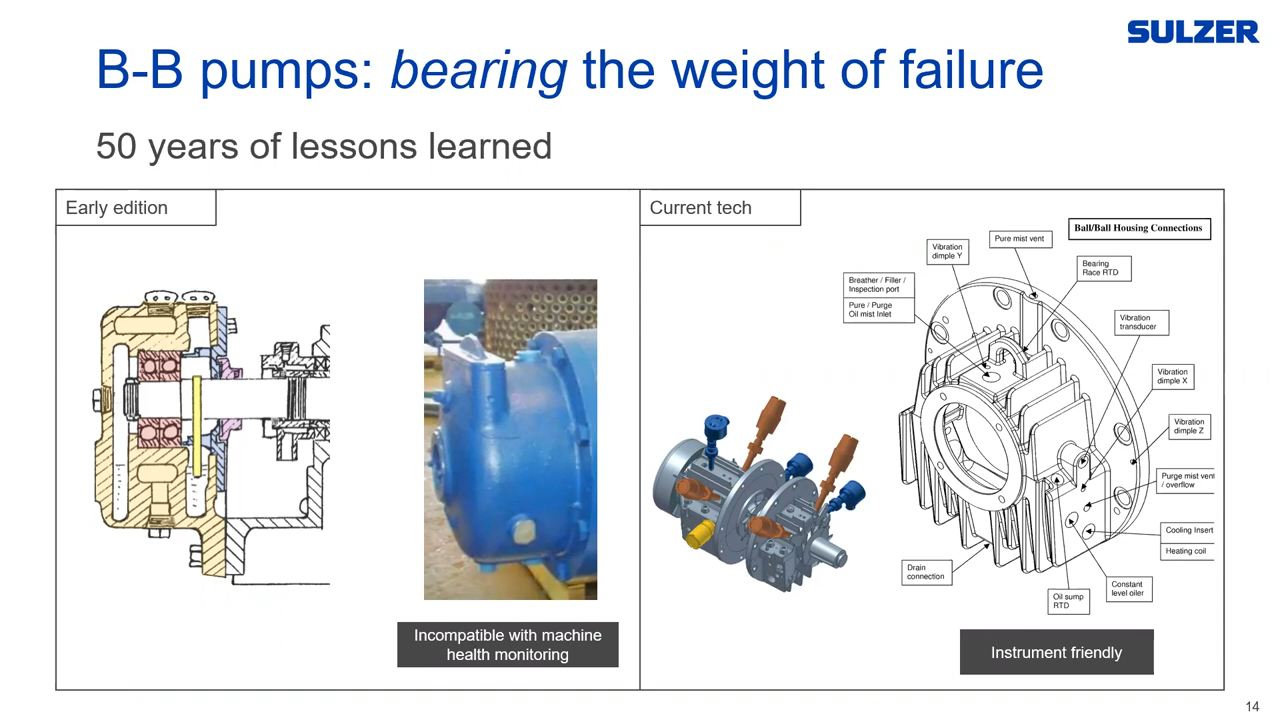 SULZER
B-B pumps: bearing the weight of failure
50 years of lessons learned
Early edition
Incompatible with machine
health monitoring
Current tech
Ball/Ball Housing Connections
Pure mist vent
Vibration
dimple Y
Bearing
Race RTD
Breather / Filler /
Inspection port
Pure / Purge
Oil mist Inlet
Vibration
transducer
Vibration
dimple X
Vibration
dimple Z
Purge mist vent
/ overflow
Cooling Insert
Heating coil
Drain
connection
Constant
level oiler
Oil sump
RTD
Instrument friendly
14